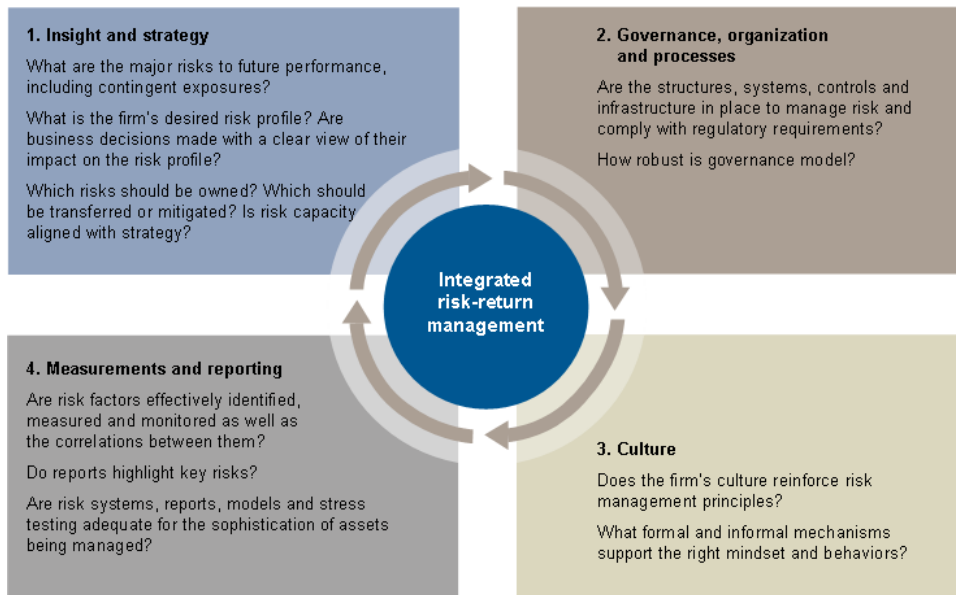 1. Insight and strategy
What are the major risks to future performance,
including contingent exposures?
What is the firm's desired risk profile? Are
business decisions made with a clear view of their
impact on the risk profile?
Which risks should be owned? Which should
be transferred or mitigated? Is risk capacity
aligned with strategy?
2. Governance, organization
and processes
Are the structures, systems, controls and
infrastructure in place to manage risk and
comply with regulatory requirements?
How robust is governance model?
Integrated
risk-return
management
3. Culture
Does the firm's culture reinforce risk
management principles?
What formal and informal mechanisms
support the right mindset and behaviors?
4. Measurements and reporting
Are risk factors effectively identified,
measured and monitored as well as
the correlations between them?
Do reports highlight key risks?
Are risk systems, reports, models and stress
testing adequate for the sophistication of assets
being managed?